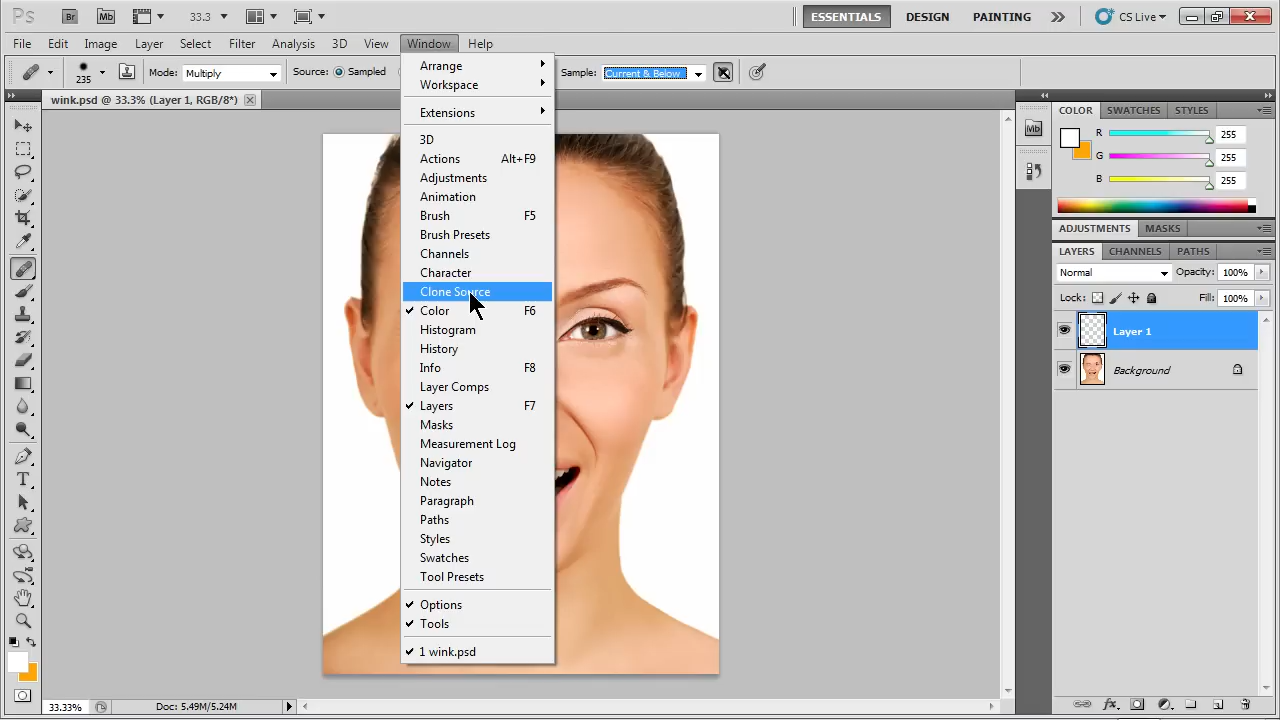 Ps Br Mb 33.3 ESSENTIALS DESIGN PAINTING CS Live
File Edit Image Layer Select Filter Analysis 3D View Window Help
235 Mode: Multiply Source: Sampled Sample: Current & Below
wink.psd @ 33.3% (Layer 1, RGB/8*)
Arrange
Workspace
Extensions
3D
Actions Alt+F9
Adjustments
Animation
Brush F5
Brush Presets
Channels
Character
Clone Source
Color F6
Histogram
History
Info F8
Layer Comps
Layers F7
Masks
Measurement Log
Navigator
Notes
Paragraph
Paths
Styles
Swatches
Tool Presets
Options
Tools
1 wink.psd
Mb
COLOR SWATCHES STYLES
R 255
G 255
B 255
ADJUSTMENTS MASKS
LAYERS CHANNELS PATHS
Normal Opacity: 100%
Lock: Fill: 100%
Layer 1
Background
33.33% Doc: 5.49M/5.24M